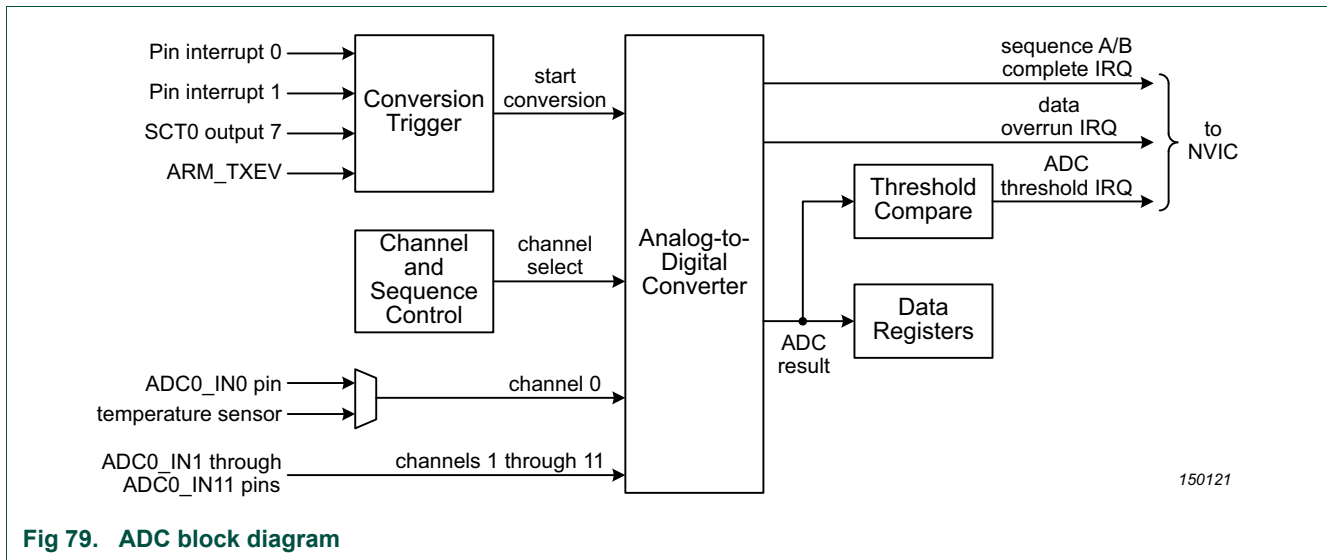 Pin interrupt 0
Pin interrupt 1
SCT0 output 7
ARM_TXEV
Conversion
Trigger
start
conversion
Channel
and
Sequence
Control
channel
select
ADC0_IN0 pin
temperature sensor
channel 0
ADC0_IN1 through
ADC0_IN11 pins
channels 1 through 11
Analog-to-
Digital
Converter
sequence A/B
complete IRQ
data
overrun IRQ
ADC
threshold IRQ
to
NVIC
Threshold
Compare
Data
Registers
ADC
result
150121
Fig 79. ADC block diagram